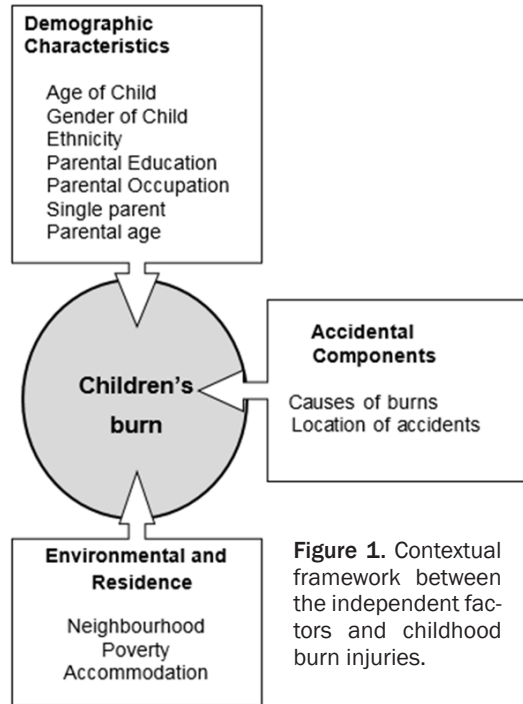 Demographic
Characteristics
Age of Child
Gender of Child
Ethnicity
Parental Education
Parental Occupation
Single parent
Parental age
Children's
burn
Accidental
Components
Causes of burns
Location of accidents
Environmental and
Residence
Neighbourhood
Poverty
Accommodation
Figure 1. Contextual
framework between
the independent fac-
tors and childhood
burn injuries.